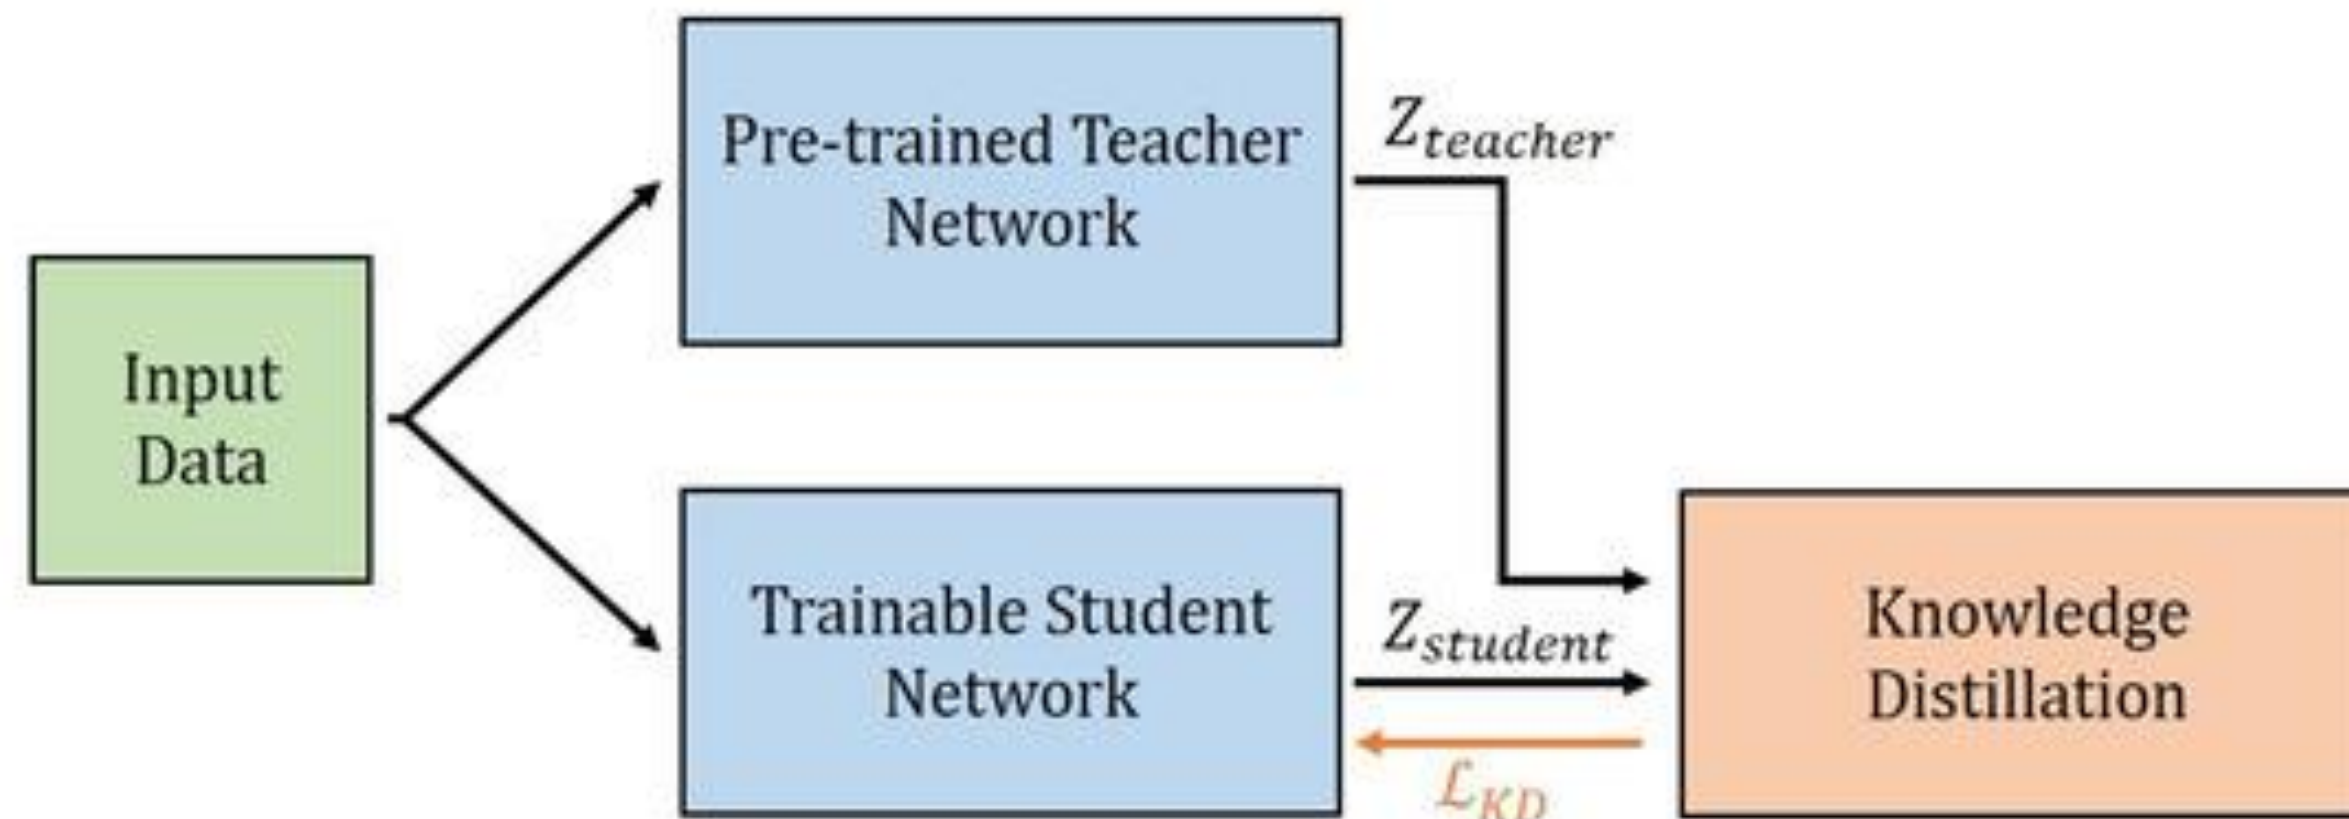 Pre-trained Teacher
Network
Z_teacher
Input
Data
Trainable Student
Network
Z_student
Knowledge
Distillation
ℒ_KD